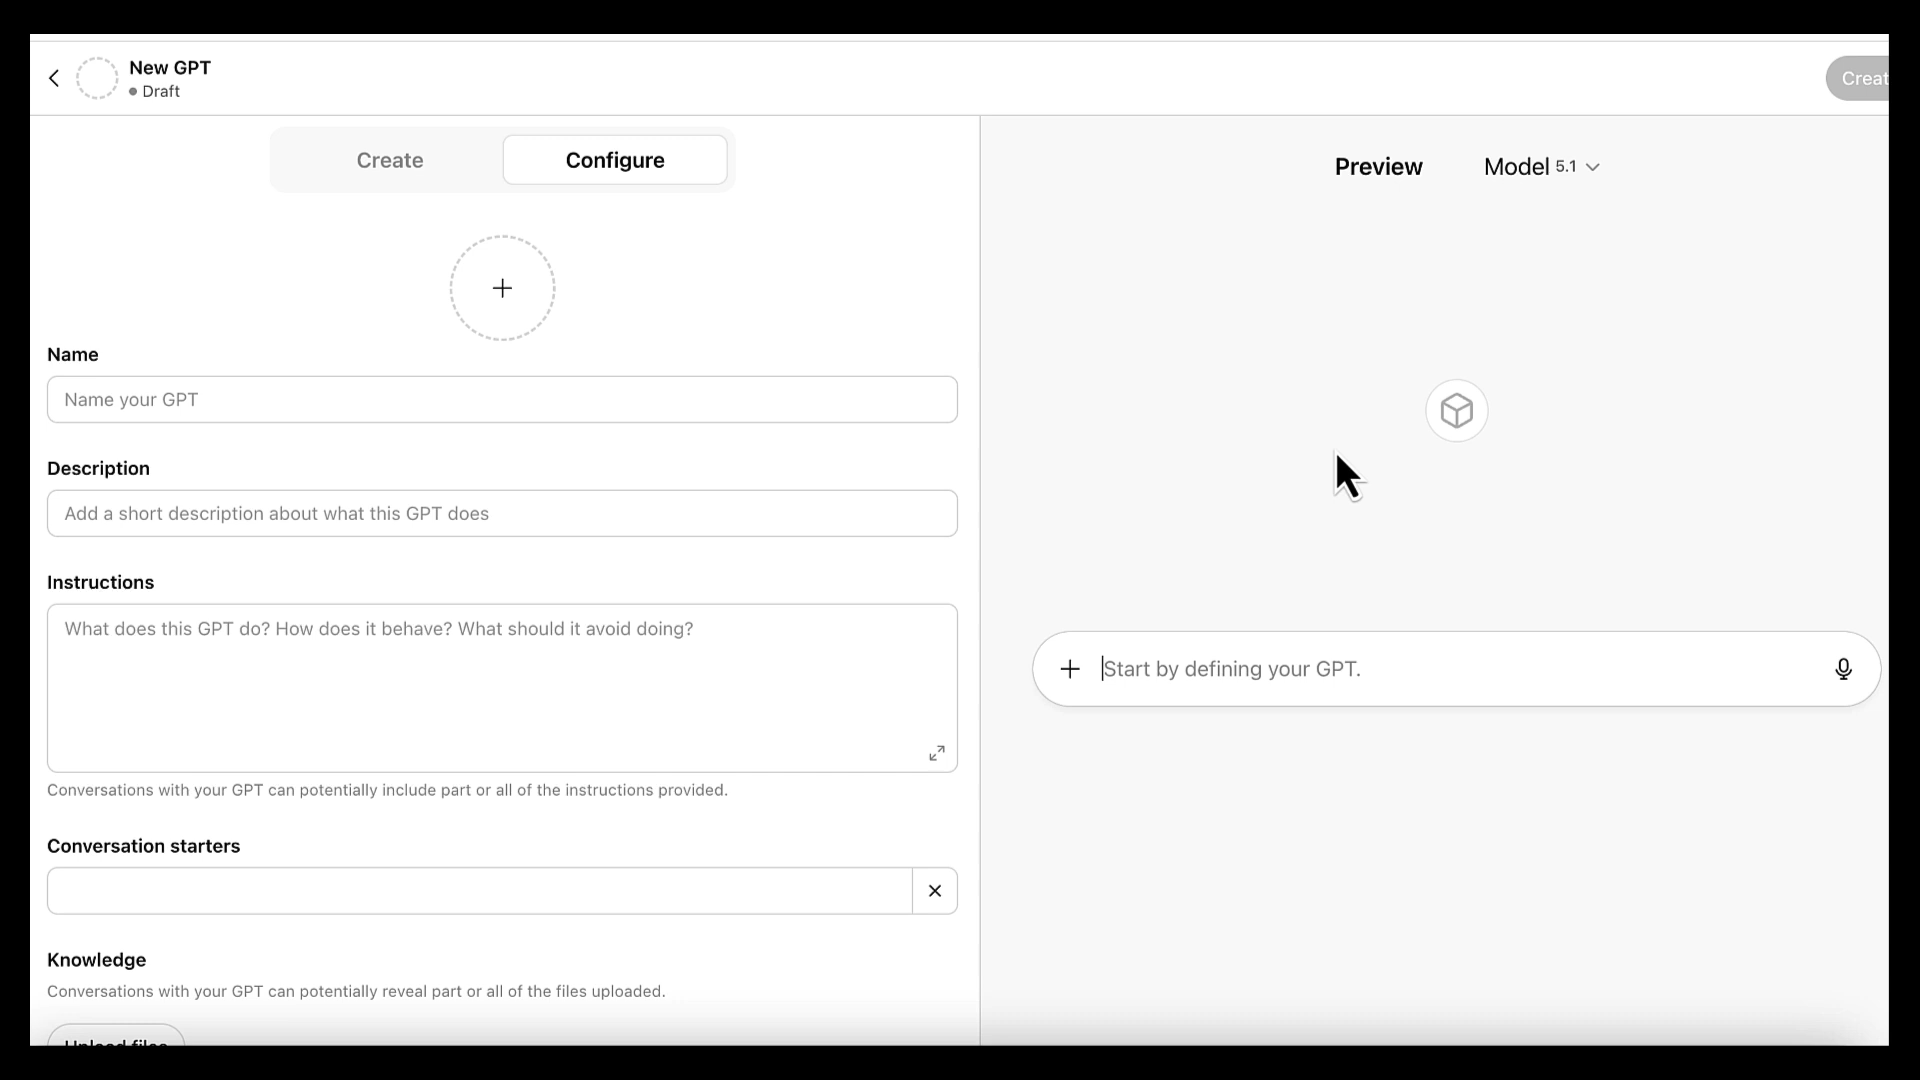 New GPT
Draft
Creat
Create
Configure
Preview
Model 5.1
Name
Name your GPT
Description
Add a short description about what this GPT does
Instructions
What does this GPT do? How does it behave? What should it avoid doing?
Conversations with your GPT can potentially include part or all of the instructions provided.
Start by defining your GPT.
Conversation starters
Knowledge
Conversations with your GPT can potentially reveal part or all of the files uploaded.
Upload files